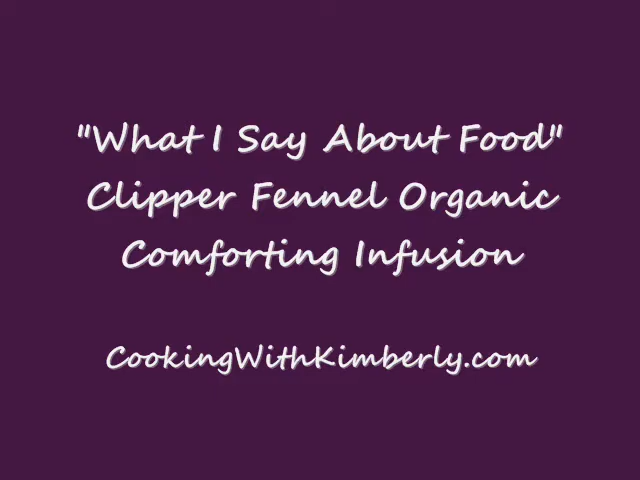 "What I Say About Food"
Clipper Fennel Organic
Comforting Infusion
CookingWithKimberly.com